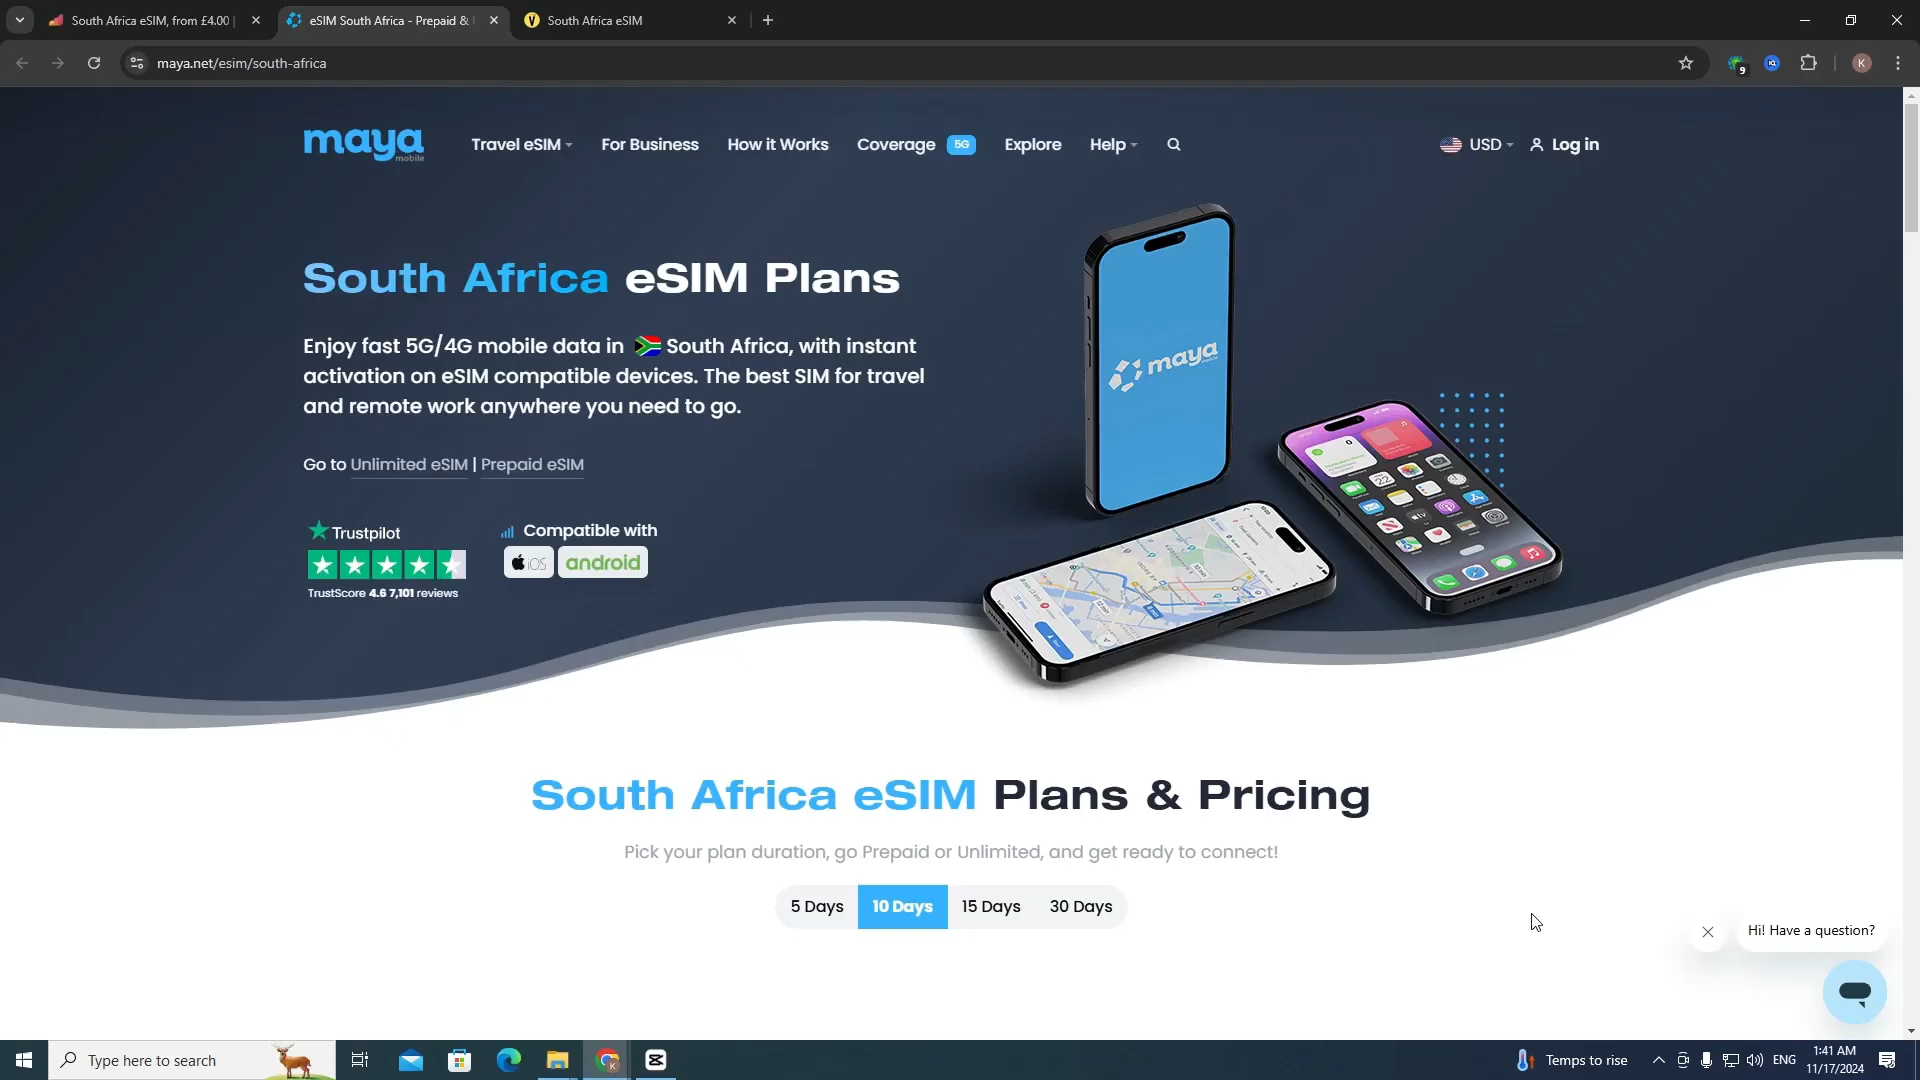 South Africa eSIM, from £4.00 |
eSIM South Africa - Prepaid &
South Africa eSIM
maya.net/esim/south-africa
9
K
maya
mobile
Travel eSIM
For Business
How it Works
Coverage 5G
Explore
Help
USD
Log in
South Africa eSIM Plans
Enjoy fast 5G/4G mobile data in South Africa, with instant
activation on eSIM compatible devices. The best SIM for travel
and remote work anywhere you need to go.
Go to Unlimited eSIM | Prepaid eSIM
Trustpilot
TrustScore 4.6 7,101 reviews
Compatible with
iOS android
maya
South Africa eSIM Plans & Pricing
Pick your plan duration, go Prepaid or Unlimited, and get ready to connect!
5 Days 10 Days 15 Days 30 Days
Hi! Have a question?
Type here to search
Temps to rise
ENG
1:41 AM
11/17/2024